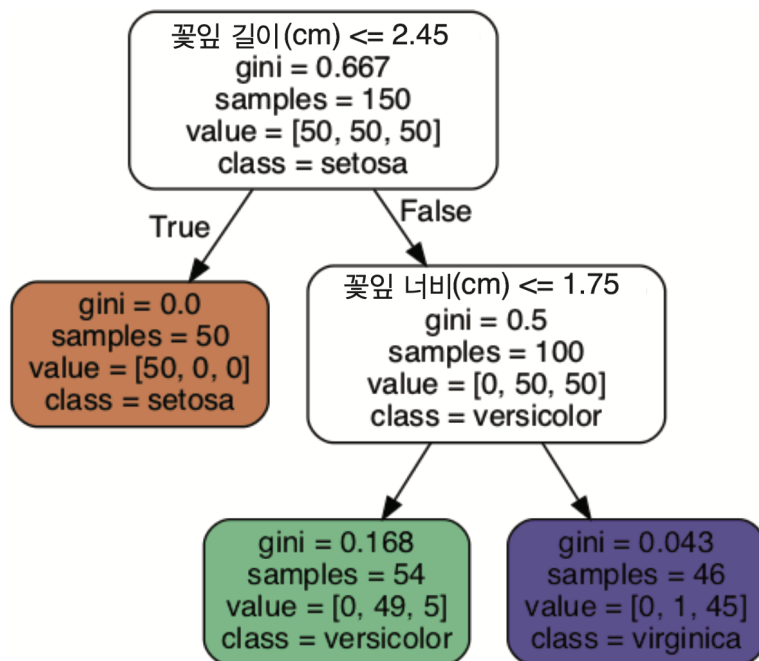 꽃잎 길이(cm) <= 2.45
gini = 0.667
samples = 150
value = [50, 50, 50]
class = setosa
True
False
gini = 0.0
samples = 50
value = [50, 0, 0]
class = setosa
꽃잎 너비(cm) <= 1.75
gini = 0.5
samples = 100
value = [0, 50, 50]
class = versicolor
gini = 0.168
samples = 54
value = [0, 49, 5]
class = versicolor
gini = 0.043
samples = 46
value = [0, 1, 45]
class = virginica